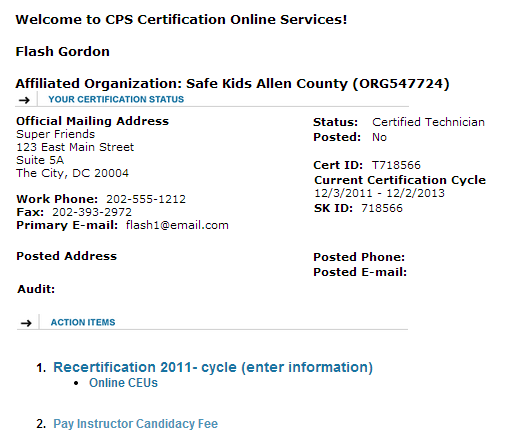 Welcome to CPS Certification Online Services!
Flash Gordon
Affiliated Organization: Safe Kids Allen County (ORG547724)
YOUR CERTIFICATION STATUS
Official Mailing Address
Super Friends
123 East Main Street
Suite 5A
The City, DC 20004
Work Phone: 202-555-1212
Fax: 202-393-2972
Primary E-mail: flash1@email.com
Status: Certified Technician
Posted: No
Cert ID: T718566
Current Certification Cycle
12/3/2011 - 12/2/2013
SK ID: 718566
Posted Address
Posted Phone:
Posted E-mail:
Audit:
ACTION ITEMS
1. Recertification 2011- cycle (enter information)
• Online CEUs
2. Pay Instructor Candidacy Fee